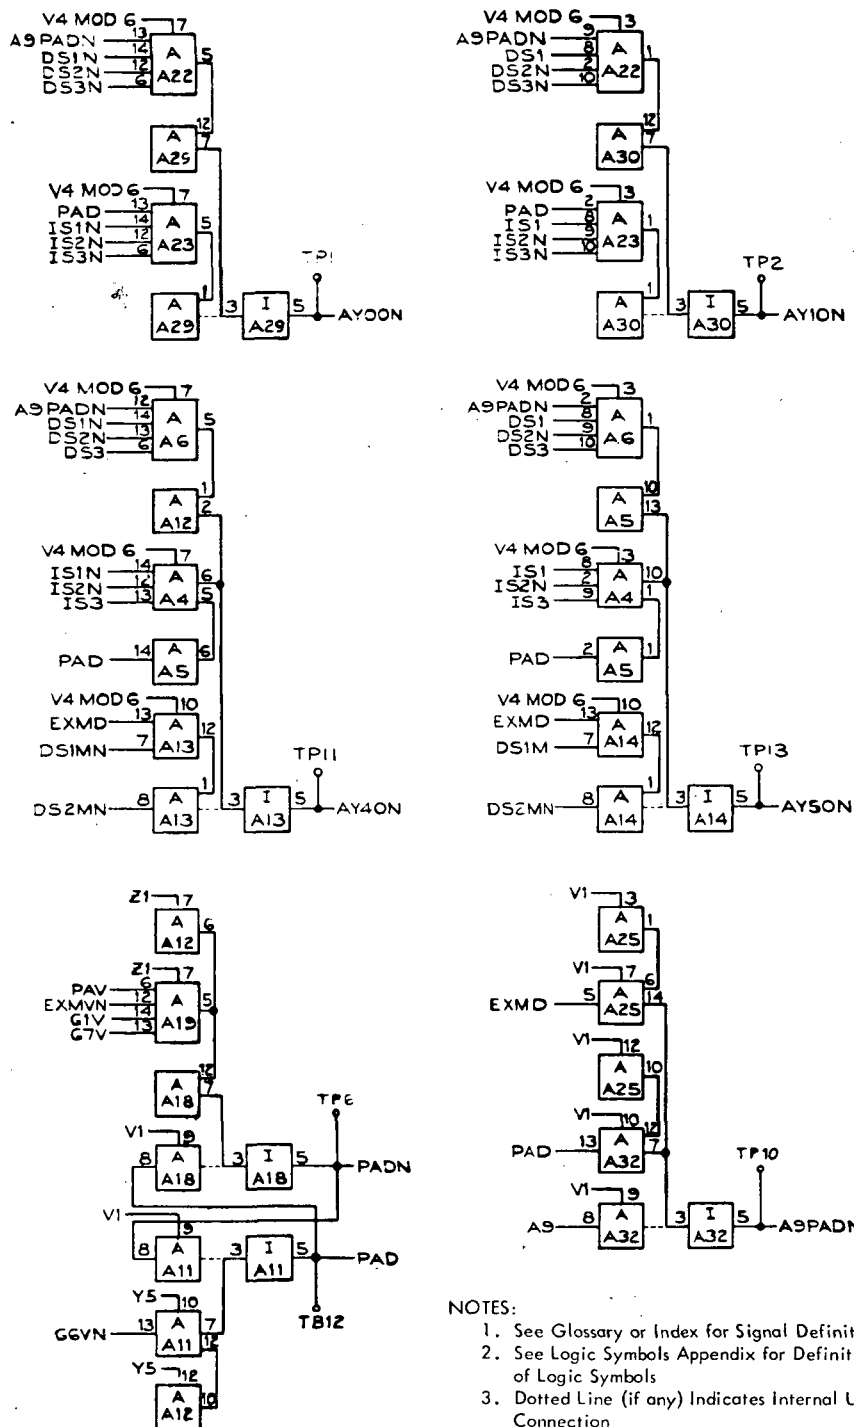 V4 MOD 6 7
A9PADN 13
DS1N 14
DS2N 12
DS3N 6
A
A22
5
12
7
A
A29
V4 MOD 6 7
PAD 13
IS1N 14
IS2N 12
IS3N 6
A
A23
5
1
A
A29
3
I
A29
5
TP1
AY00N
V4 MOD 6 3
A9PADN 9
DS1 8
DS2N 2
DS3N 10
A
A22
1
12
7
A
A30
V4 MOD 6 3
PAD 2
IS1 8
IS2N 9
IS3N 10
A
A23
1
1
A
A30
3
I
A30
5
TP2
AY10N
V4 MOD 6 7
A9PADN 12
DS1N 14
DS2N 13
DS3 6
A
A6
5
1
2
A
A12
V4 MOD 6 7
IS1N 14
IS2N 12
IS3 13
A
A4
6
5
PAD 14
A
A5
6
V4 MOD 6 10
EXMD 13
DS1MN 7
A
A13
12
1
DS2MN 8
A
A13
3
I
A13
5
TP11
AY40N
V4 MOD 6 3
A9PADN 2
DS1 8
DS2N 9
DS3 10
A
A6
1
10
13
A
A5
V4 MOD 6 3
IS1 8
IS2N 2
IS3 9
A
A4
10
1
PAD 2
A
A5
1
V4 MOD 6 10
EXMD 13
DS1M 7
A
A14
12
1
DS2MN 8
A
A14
3
I
A14
5
TP13
AY50N
Z1 7
A
A12
6
Z1 7
PAV 6
EXMVN 12
G1V 14
G7V 13
A
A19
5
12
7
A
A18
V1 9
8
A
A18
3
I
A18
5
TPE
PADN
V1 9
8
A
A11
3
I
A11
5
PAD
TB12
Y5 10
G6VN 13
A
A11
7
12
Y5 12
A
A12
10
V1 3
A
A25
1
V1 7
EXMD 5
A
A25
6
14
V1 12
A
A25
10
V1 10
PAD 13
A
A32
12
7
V1 9
A9 8
A
A32
3
I
A32
5
TP10
A9PADN
NOTES:
1. See Glossary or Index for Signal Definit
2. See Logic Symbols Appendix for Definit
of Logic Symbols
3. Dotted Line (if any) Indicates Internal U
Connection